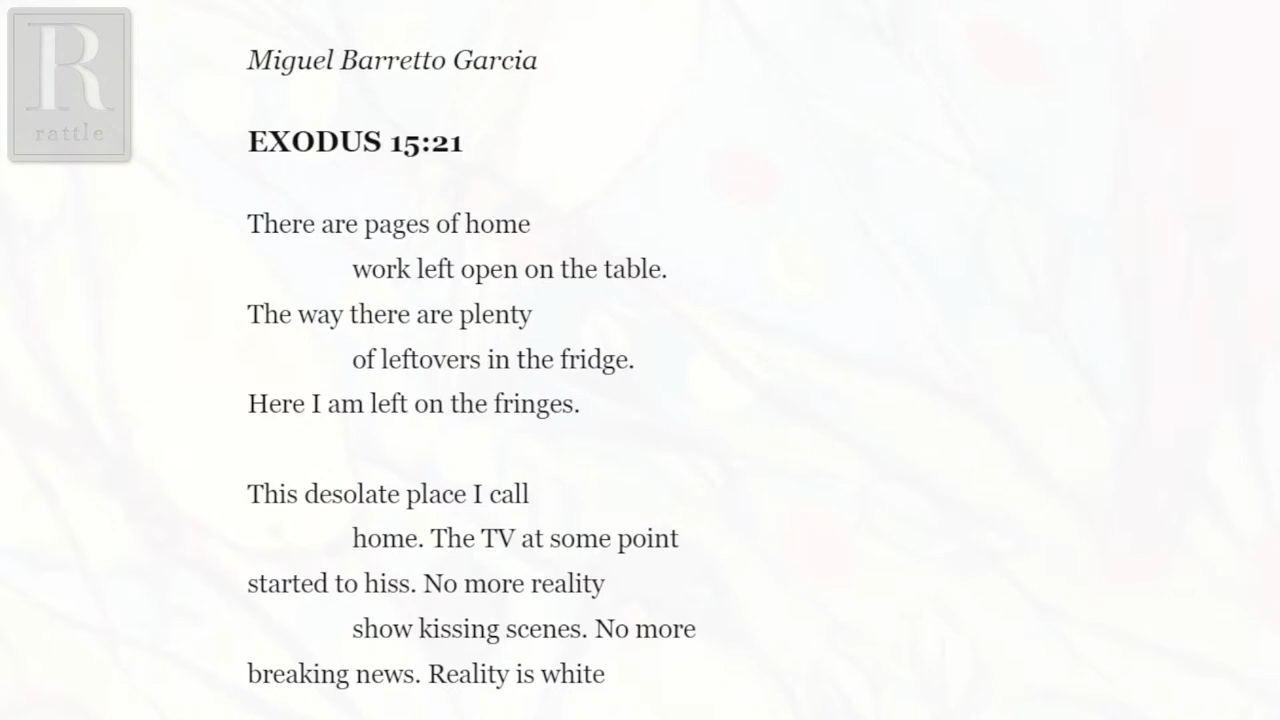 R
rattle
Miguel Barretto Garcia
EXODUS 15:21
There are pages of home
work left open on the table.
The way there are plenty
of leftovers in the fridge.
Here I am left on the fringes.
This desolate place I call
home. The TV at some point
started to hiss. No more reality
show kissing scenes. No more
breaking news. Reality is white